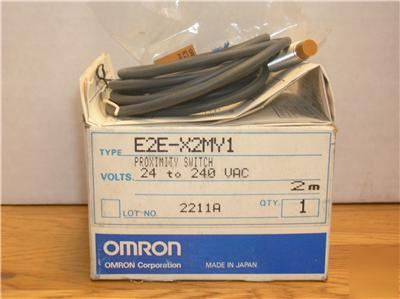 TYPE E2E-X2MY1
PROXIMITY SWITCH
VOLTS. 24 to 240 VAC
2m
LOT NO. 2211A QTY. 1
OMRON
OMRON Corporation MADE IN JAPAN